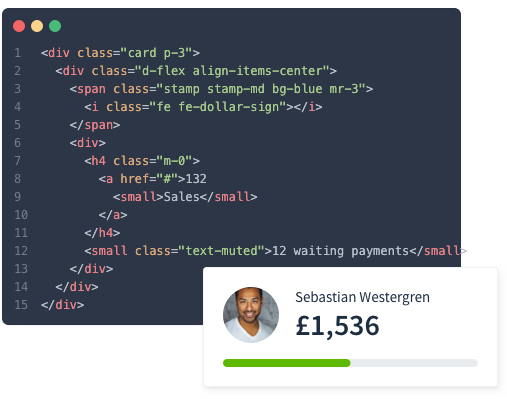 1 <div class="card p-3">
2 <div class="d-flex align-items-center">
3 <span class="stamp stamp-md bg-blue mr-3">
4 <i class="fe fe-dollar-sign"></i>
5 </span>
6 <div>
7 <h4 class="m-0">
8 <a href="#">132
9 <small>Sales</small>
10 </a>
11 </h4>
12 <small class="text-muted">12 waiting payments</small>
13 </div>
14 </div>
15 </div>
Sebastian Westergren
£1,536